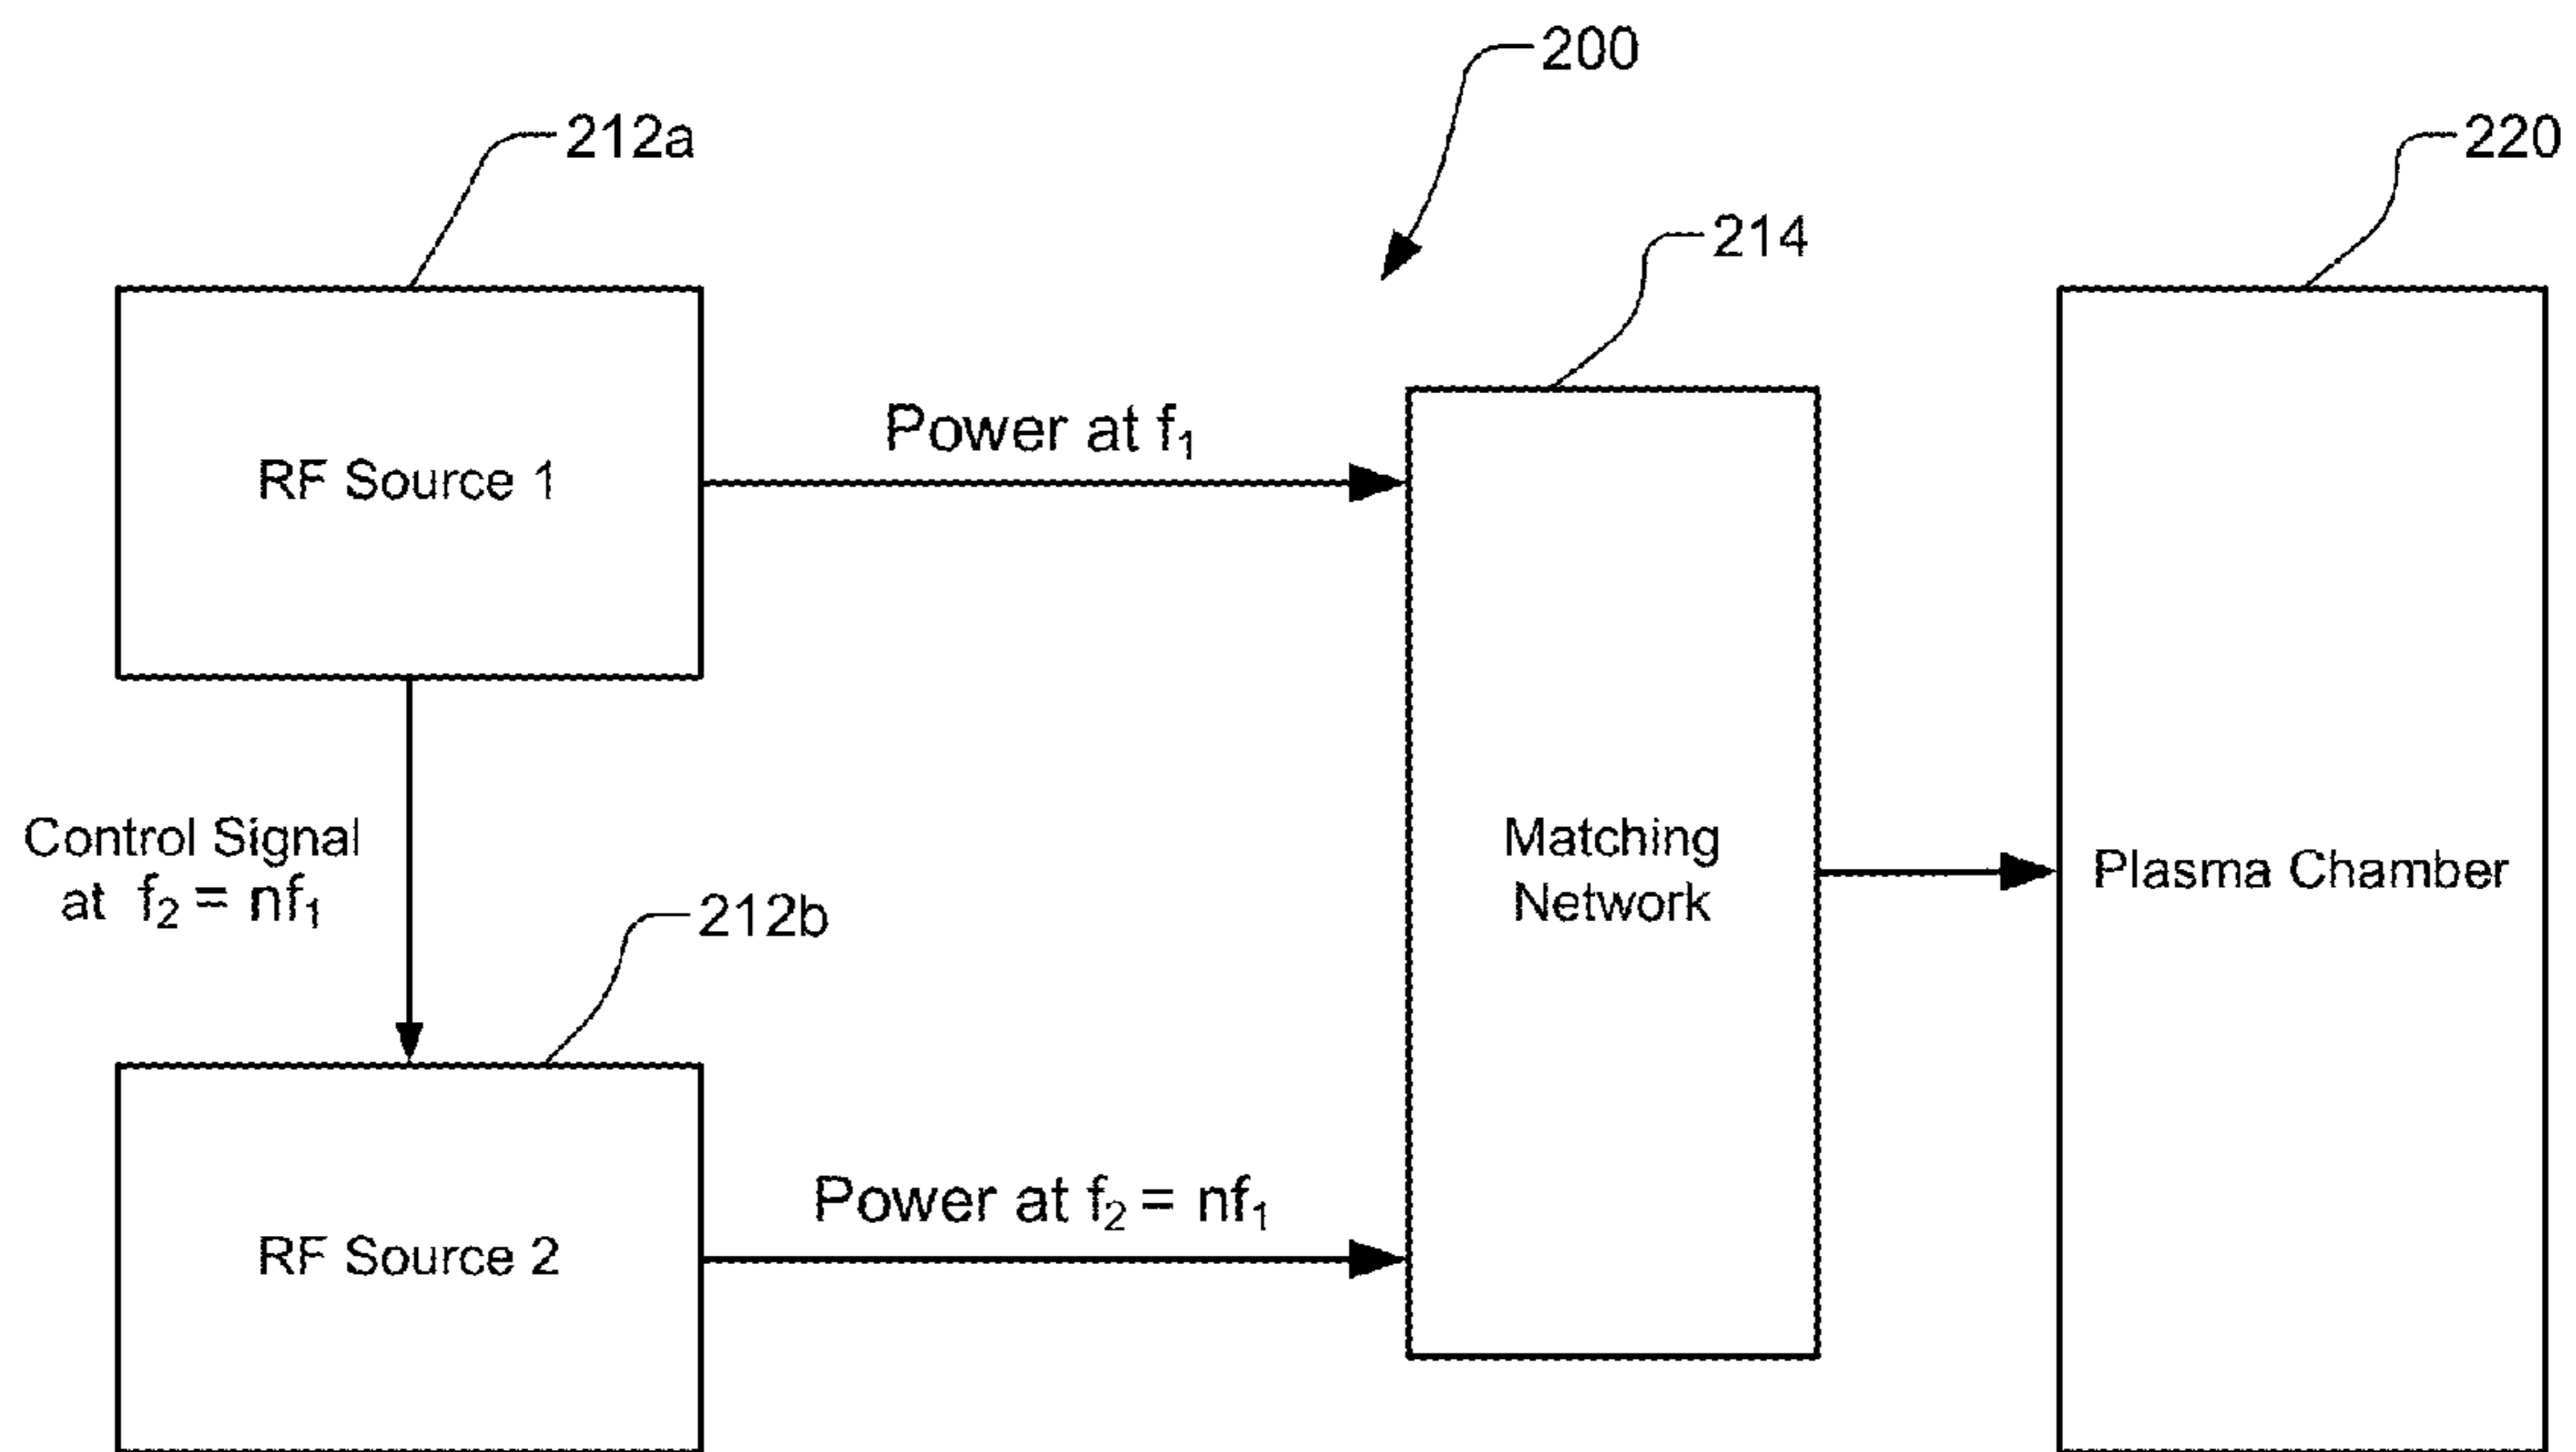 200
212a
220
214
Power at f₁
RF Source 1
Control Signal
at f₂ = nf₁
Matching
Network
Plasma Chamber
212b
Power at f₂ = nf₁
RF Source 2